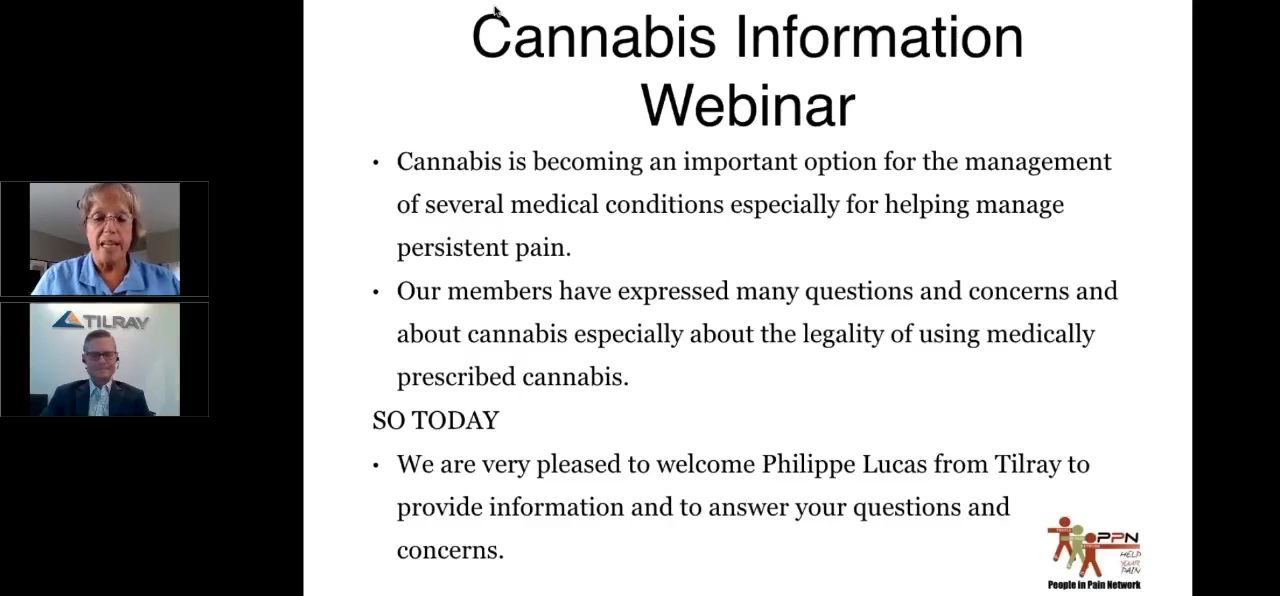 Cannabis Information
Webinar
• Cannabis is becoming an important option for the management
of several medical conditions especially for helping manage
persistent pain.
• Our members have expressed many questions and concerns and
about cannabis especially about the legality of using medically
prescribed cannabis.
SO TODAY
• We are very pleased to welcome Philippe Lucas from Tilray to
provide information and to answer your questions and
concerns.
TILRAY
PPN
HELP
YOUR
PAIN
People in Pain Network